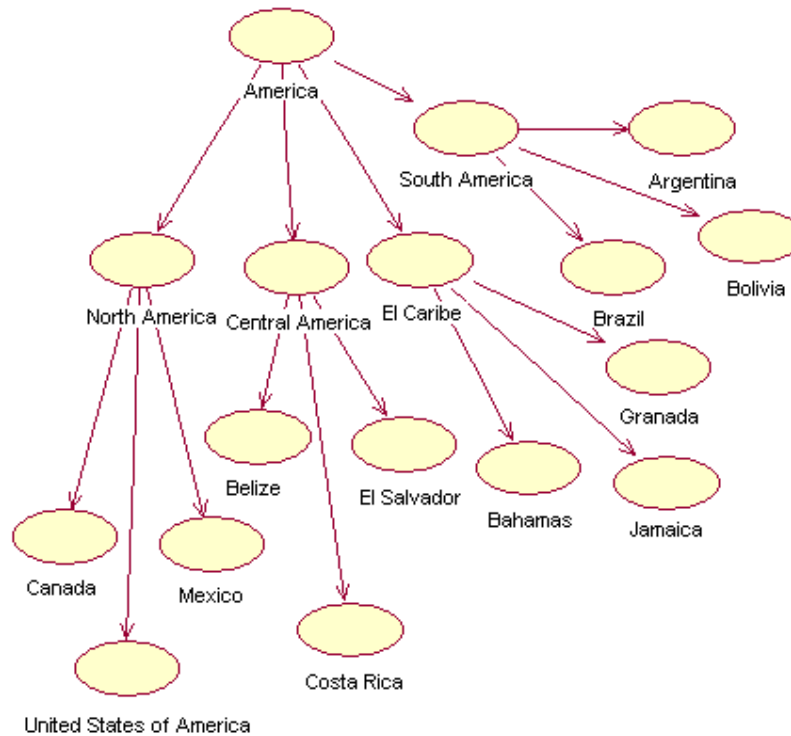 America
South America
Argentina
Bolivia
Brazil
North America
Central America
El Caribe
Granada
Belize
El Salvador
Bahamas
Jamaica
Canada
Mexico
Costa Rica
United States of America